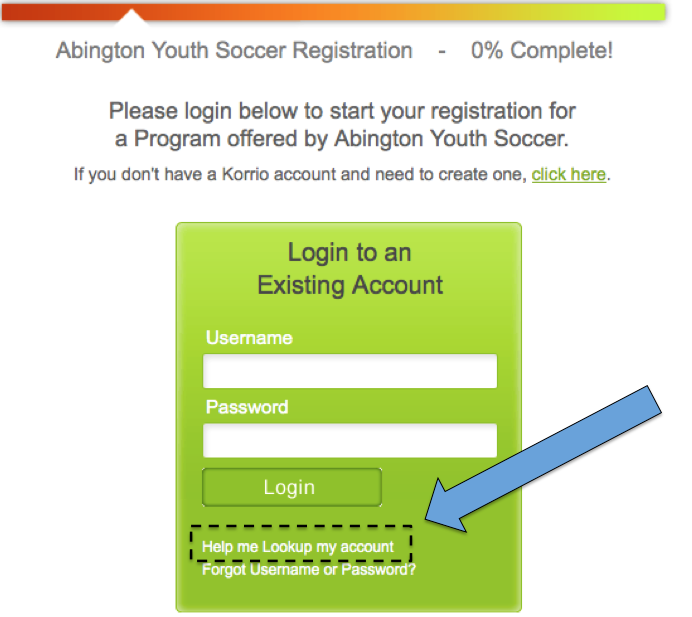 Abington Youth Soccer Registration - 0% Complete!
Please login below to start your registration for
a Program offered by Abington Youth Soccer.
If you don't have a Korrio account and need to create one, click here.
Login to an
Existing Account
Username
Password
Login
Help me Lookup my account
Forgot Username or Password?